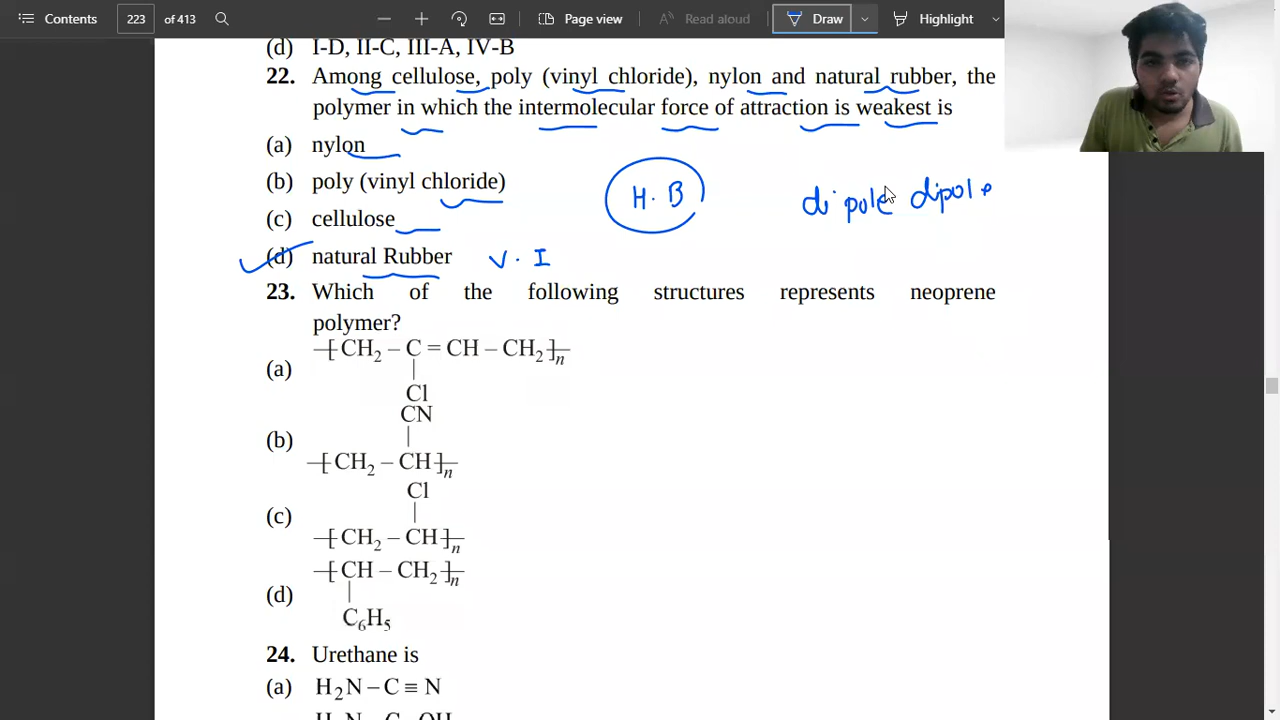 Contents 223 of 413 Page view Read aloud Draw Highlight
(d) I-D, II-C, III-A, IV-B
22. Among cellulose, poly (vinyl chloride), nylon and natural rubber, the
polymer in which the intermolecular force of attraction is weakest is
(a) nylon
(b) poly (vinyl chloride)
H.B dipole dipole
(c) cellulose
(d) natural Rubber V.I
23. Which of the following structures represents neoprene
polymer?
(a) -[CH2 – C = CH – CH2]-n
|
Cl
CN
|
(b) -[CH2 – CH]-n
Cl
|
(c) -[CH2 – CH]-n
(d) -[CH – CH2]-n
|
C6H5
24. Urethane is
(a) H2N – C ≡ N